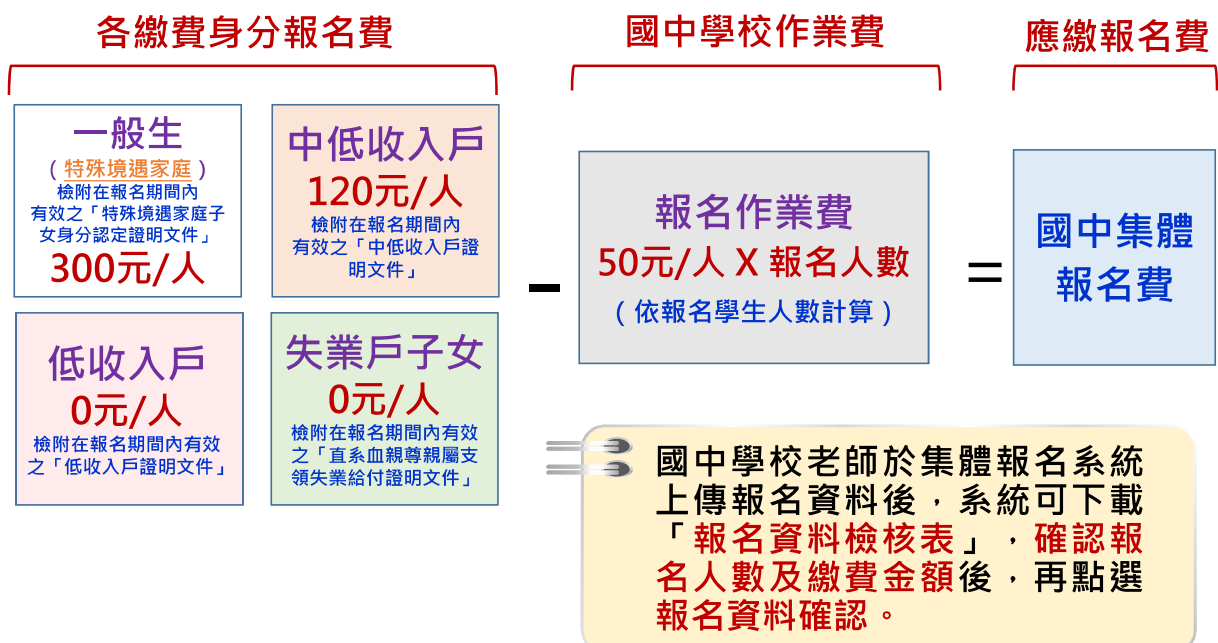 各繳費身分報名費
國中學校作業費
應繳報名費
一般生
(特殊境遇家庭)
檢附在報名期間內
有效之「特殊境遇家庭子
女身分認定證明文件」
300元/人
中低收入戶
120元/人
檢附在報名期間內
有效之「中低收入戶證
明文件」
低收入戶
0元/人
檢附在報名期間內有效
之「低收入戶證明文件」
失業戶子女
0元/人
檢附在報名期間內有效
之「直系血親尊親屬支
領失業給付證明文件」
-
報名作業費
50元/人 X 報名人數
(依報名學生人數計算)
=
國中集體
報名費
國中學校老師於集體報名系統
上傳報名資料後,系統可下載
「報名資料檢核表」,確認報
名人數及繳費金額後,再點選
報名資料確認。